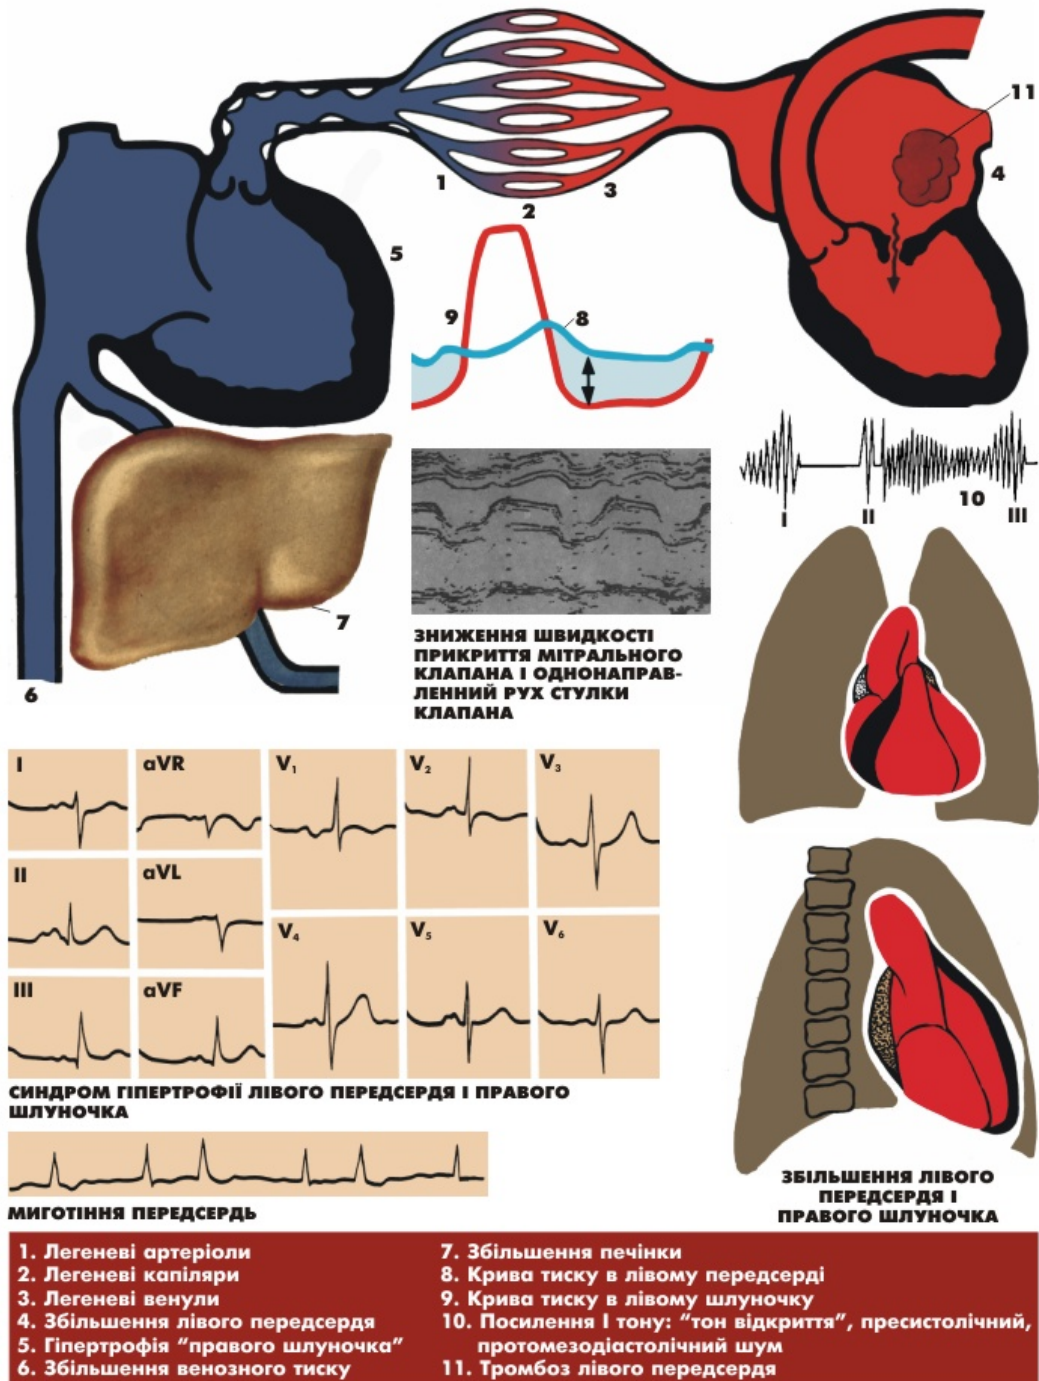 11
4
1
3
2
5
9
8
10
I
II
III
7
6
ЗНИЖЕННЯ ШВИДКОСТІ
ПРИКРИТТЯ МІТРАЛЬНОГО
КЛАПАНА І ОДНОНАПРАВ-
ЛЕННИЙ РУХ СТУЛКИ
КЛАПАНА
I
aVR
V₁
V₂
V₃
II
aVL
V₄
V₅
V₆
III
aVF
СИНДРОМ ГІПЕРТРОФІЇ ЛІВОГО ПЕРЕДСЕРДЯ І ПРАВОГО
ШЛУНОЧКА
МИГОТІННЯ ПЕРЕДСЕРДЬ
ЗБІЛЬШЕННЯ ЛІВОГО
ПЕРЕДСЕРДЯ І
ПРАВОГО ШЛУНОЧКА
1. Легеневі артеріоли
2. Легеневі капіляри
3. Легеневі венули
4. Збільшення лівого передсердя
5. Гіпертрофія “правого шлуночка”
6. Збільшення венозного тиску
7. Збільшення печінки
8. Крива тиску в лівому передсерді
9. Крива тиску в лівому шлуночку
10. Посилення I тону: “тон відкриття”, пресистолічний,
протомезодіастолічний шум
11. Тромбоз лівого передсердя